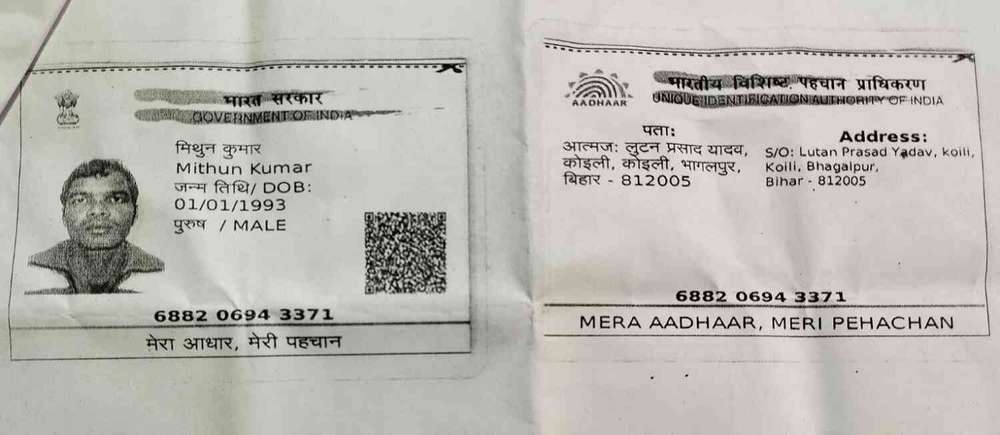 भारत सरकार
GOVERNMENT OF INDIA
मिथुन कुमार
Mithun Kumar
जन्म तिथि/ DOB:
01/01/1993
पुरुष / MALE
6882 0694 3371
मेरा आधार, मेरी पहचान
AADHAAR
भारतीय विशिष्ट पहचान प्राधिकरण
UNIQUE IDENTIFICATION AUTHORITY OF INDIA
पता:
आत्मज: लुटन प्रसाद यादव,
कोइली, कोइली, भागलपुर,
बिहार - 812005
Address:
S/O: Lutan Prasad Yadav, koili,
Koili, Bhagalpur,
Bihar - 812005
6882 0694 3371
MERA AADHAAR, MERI PEHACHAN